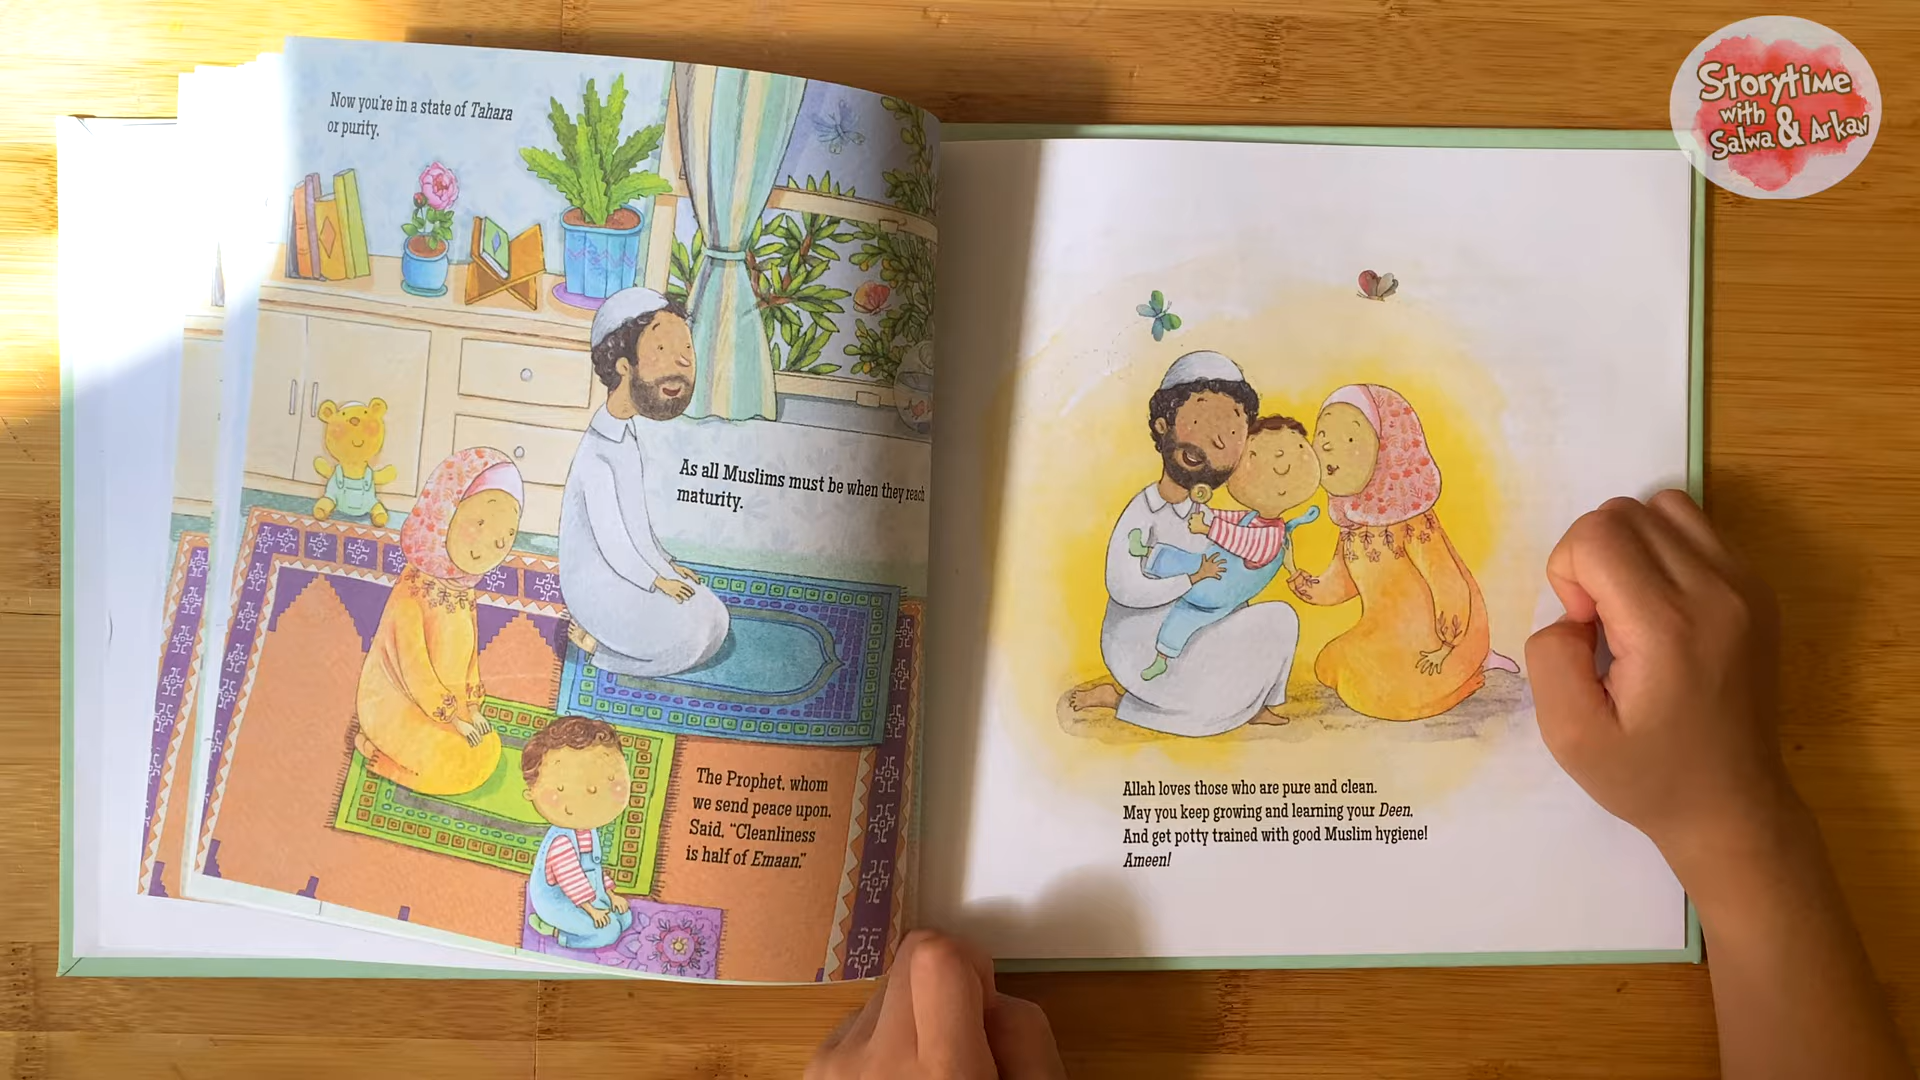 Now you're in a state of Tahara
or purity.
As all Muslims must be when they reach
maturity.
The Prophet, whom
we send peace upon,
Said, "Cleanliness
is half of Emaan."
Allah loves those who are pure and clean.
May you keep growing and learning your Deen,
And get potty trained with good Muslim hygiene!
Ameen!
Storytime
with
Salwa & Arkan